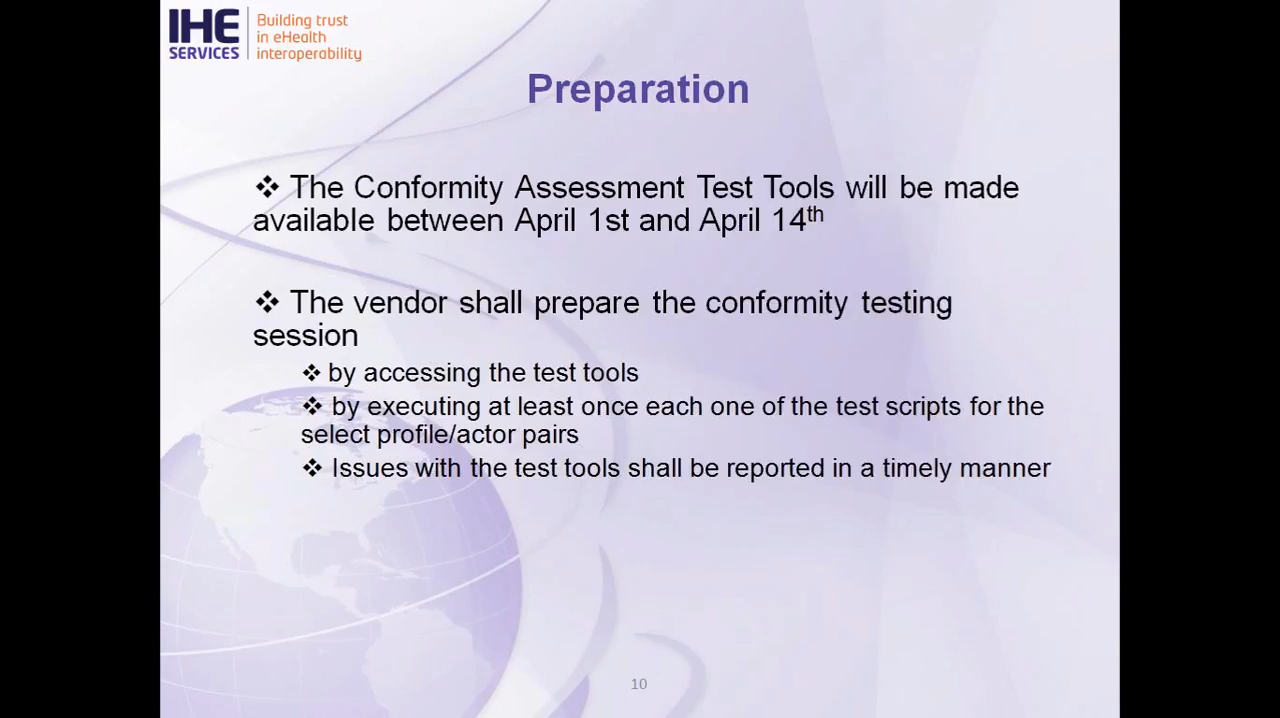 IHE
SERVICES
Building trust
in eHealth
interoperability
Preparation
❖ The Conformity Assessment Test Tools will be made
available between April 1st and April 14th
❖ The vendor shall prepare the conformity testing
session
❖ by accessing the test tools
❖ by executing at least once each one of the test scripts for the
select profile/actor pairs
❖ Issues with the test tools shall be reported in a timely manner
10